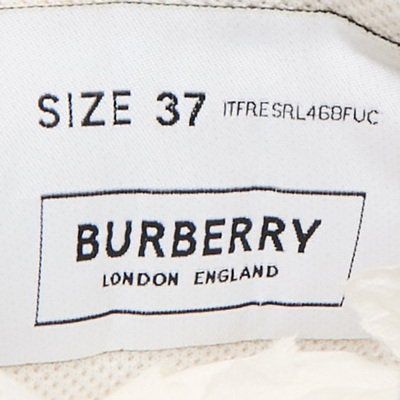 SIZE 37 ITFRESRL468FUC
BURBERRY
LONDON ENGLAND